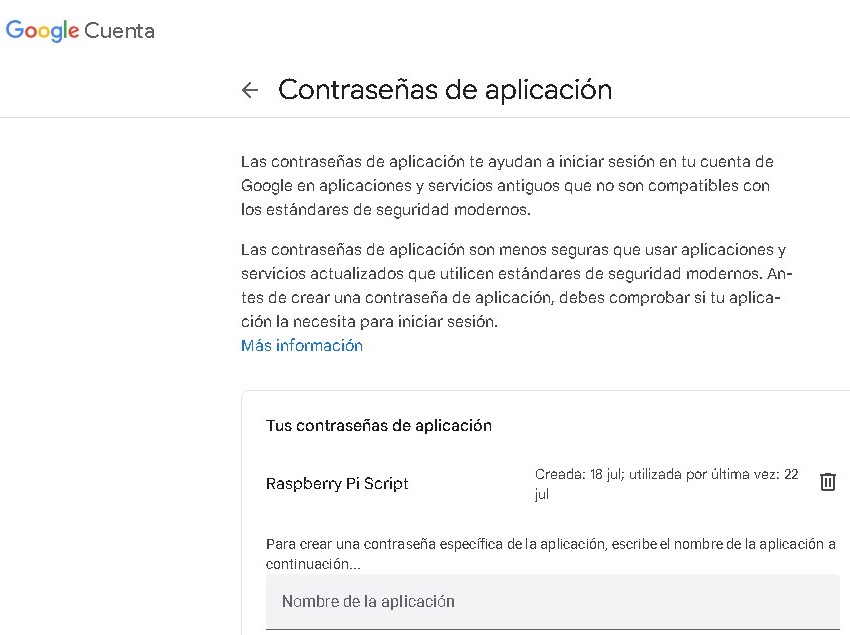 Google Cuenta
Contraseñas de aplicación
Las contraseñas de aplicación te ayudan a iniciar sesión en tu cuenta de
Google en aplicaciones y servicios antiguos que no son compatibles con
los estándares de seguridad modernos.
Las contraseñas de aplicación son menos seguras que usar aplicaciones y
servicios actualizados que utilicen estándares de seguridad modernos. An-
tes de crear una contraseña de aplicación, debes comprobar si tu aplica-
ción la necesita para iniciar sesión.
Más información
Tus contraseñas de aplicación
Raspberry Pi Script
Creada: 18 jul; utilizada por última vez: 22
jul
Para crear una contraseña específica de la aplicación, escribe el nombre de la aplicación a
continuación...
Nombre de la aplicación